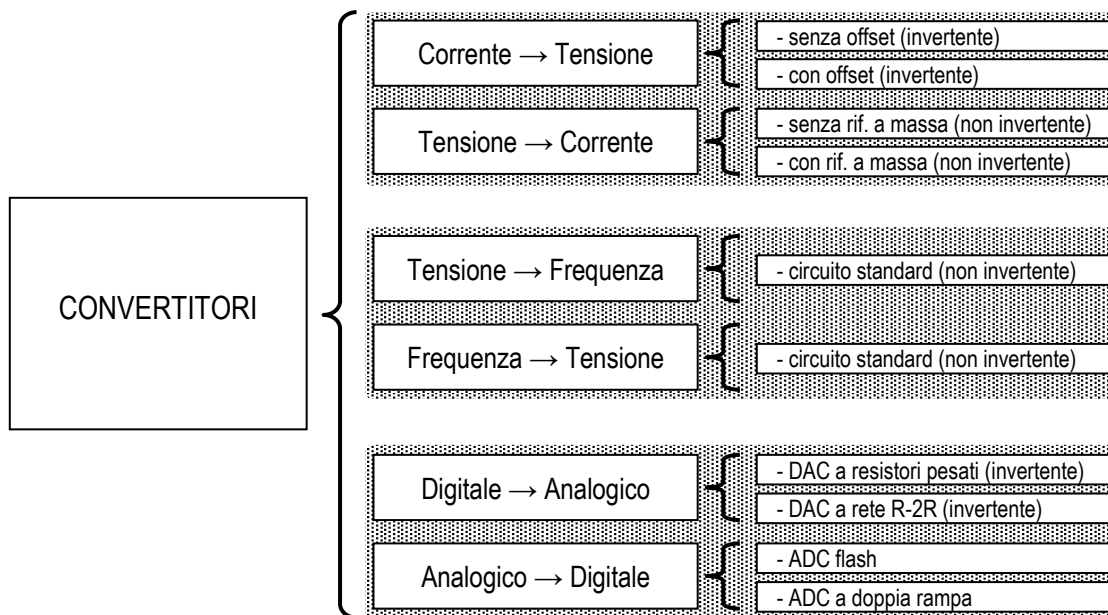 CONVERTITORI
Corrente → Tensione
- senza offset (invertente)
- con offset (invertente)
Tensione → Corrente
- senza rif. a massa (non invertente)
- con rif. a massa (non invertente)
Tensione → Frequenza
- circuito standard (non invertente)
Frequenza → Tensione
- circuito standard (non invertente)
Digitale → Analogico
- DAC a resistori pesati (invertente)
- DAC a rete R-2R (invertente)
Analogico → Digitale
- ADC flash
- ADC a doppia rampa